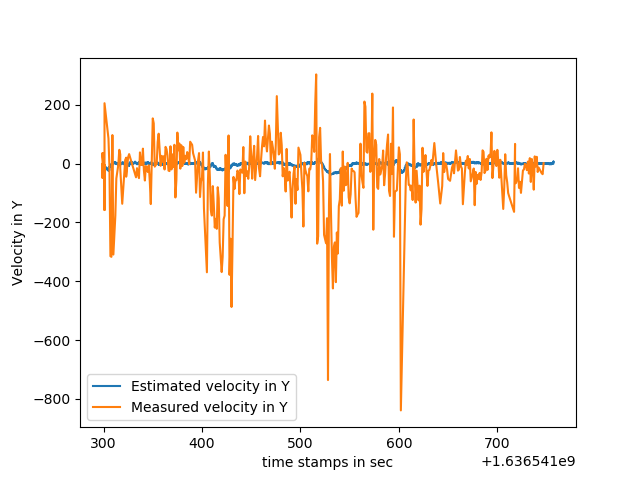 200
0
−200
−400
−600
−800
Velocity in Y
Estimated velocity in Y
Measured velocity in Y
300 400 500 600 700
time stamps in sec
+1.636541e9